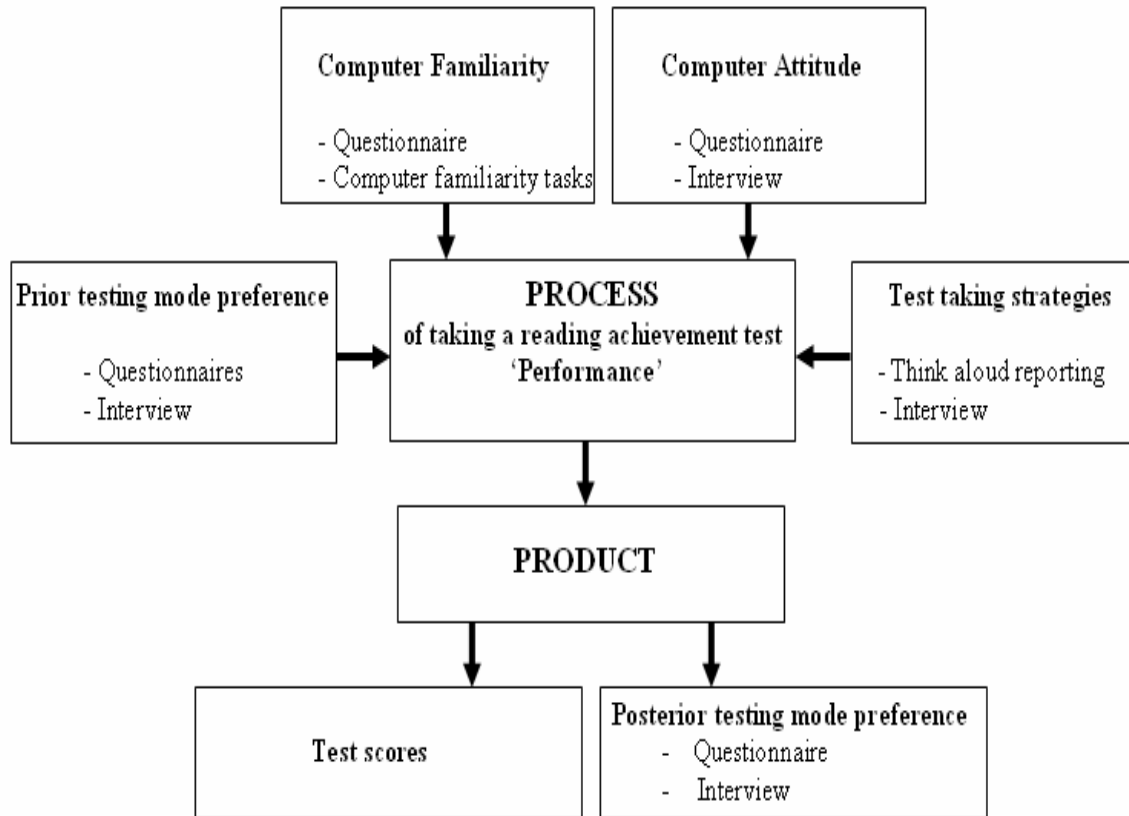 Computer Familiarity
- Questionnaire
- Computer familiarity tasks
Computer Attitude
- Questionnaire
- Interview
Prior testing mode preference
- Questionnaires
- Interview
PROCESS
of taking a reading achievement test
‘Performance’
Test taking strategies
- Think aloud reporting
- Interview
PRODUCT
Test scores
Posterior testing mode preference
- Questionnaire
- Interview